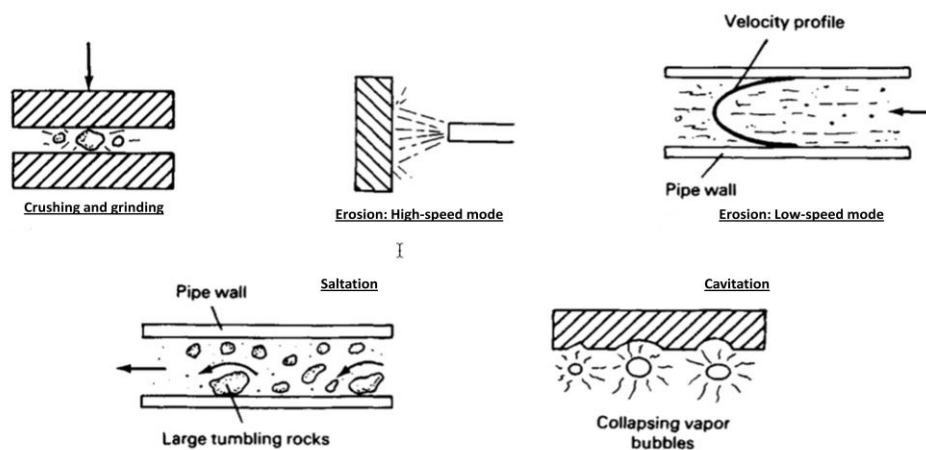 Velocity profile
Pipe wall
Crushing and grinding
Erosion: High-speed mode
Erosion: Low-speed mode
Pipe wall
Saltation
Cavitation
Large tumbling rocks
Collapsing vapor
bubbles